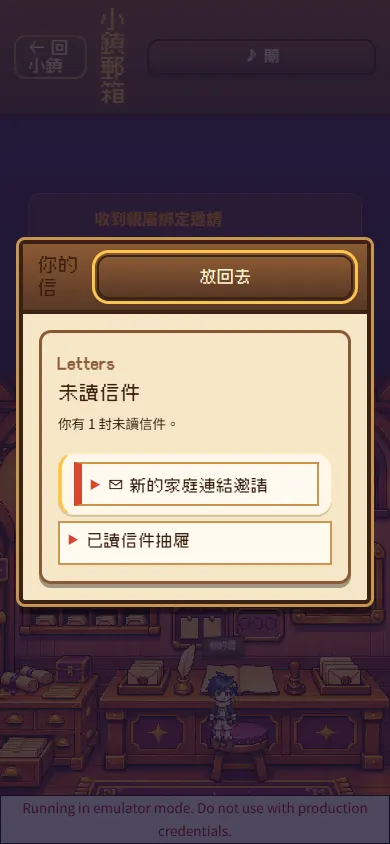 ← 回
小鎮
小鎮郵箱
♪ 關
收到親屬綁定邀請
你的
信
放回去
Letters
未讀信件
你有 1 封未讀信件。
▶ ✉ 新的家庭連結邀請
▶ 已讀信件抽屜
你的信
Running in emulator mode. Do not use with production
credentials.